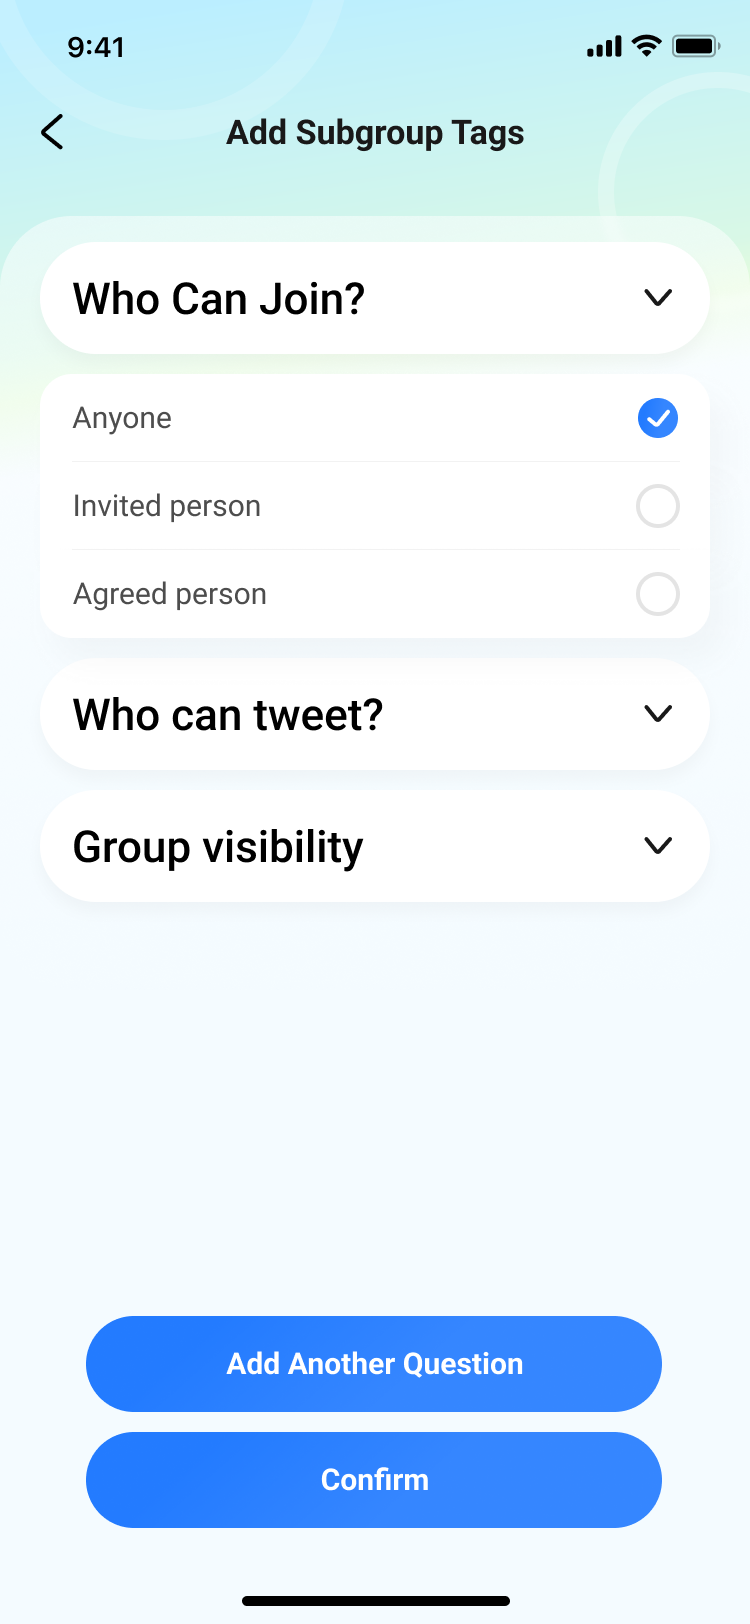 9:41
Add Subgroup Tags
Who Can Join?
Anyone
Invited person
Agreed person
Who can tweet?
Group visibility
Add Another Question
Confirm